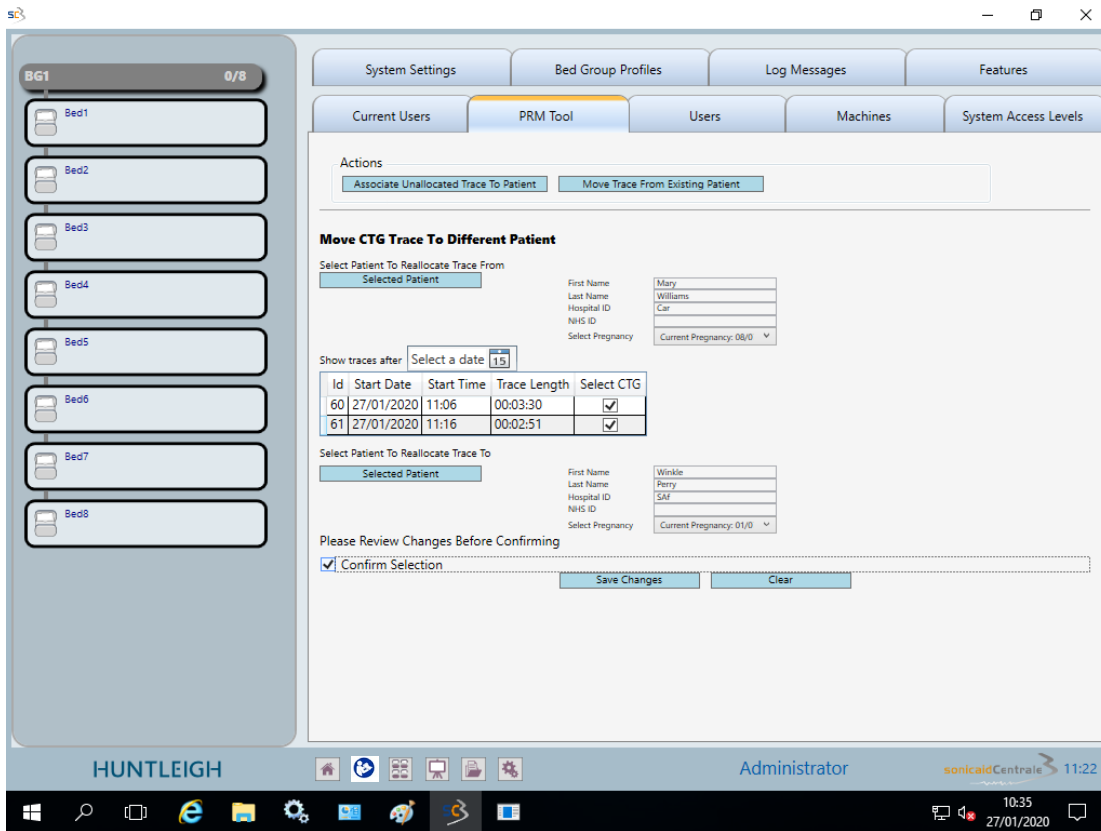 BG1 0/8
Bed1
Bed2
Bed3
Bed4
Bed5
Bed6
Bed7
Bed8
System Settings Bed Group Profiles Log Messages Features
Current Users PRM Tool Users Machines System Access Levels
Actions
Associate Unallocated Trace To Patient Move Trace From Existing Patient
Move CTG Trace To Different Patient
Select Patient To Reallocate Trace From
Selected Patient
First Name Mary
Last Name Williams
Hospital ID Car
NHS ID
Select Pregnancy Current Pregnancy: 08/0
Show traces after Select a date 15
Id Start Date Start Time Trace Length Select CTG
60 27/01/2020 11:06 00:03:30
61 27/01/2020 11:16 00:02:51
Select Patient To Reallocate Trace To
Selected Patient
First Name Winkle
Last Name Perry
Hospital ID SAf
NHS ID
Select Pregnancy Current Pregnancy: 01/0
Please Review Changes Before Confirming
Confirm Selection
Save Changes Clear
HUNTLEIGH Administrator sonicaidCentrale3 11:22
10:35
27/01/2020